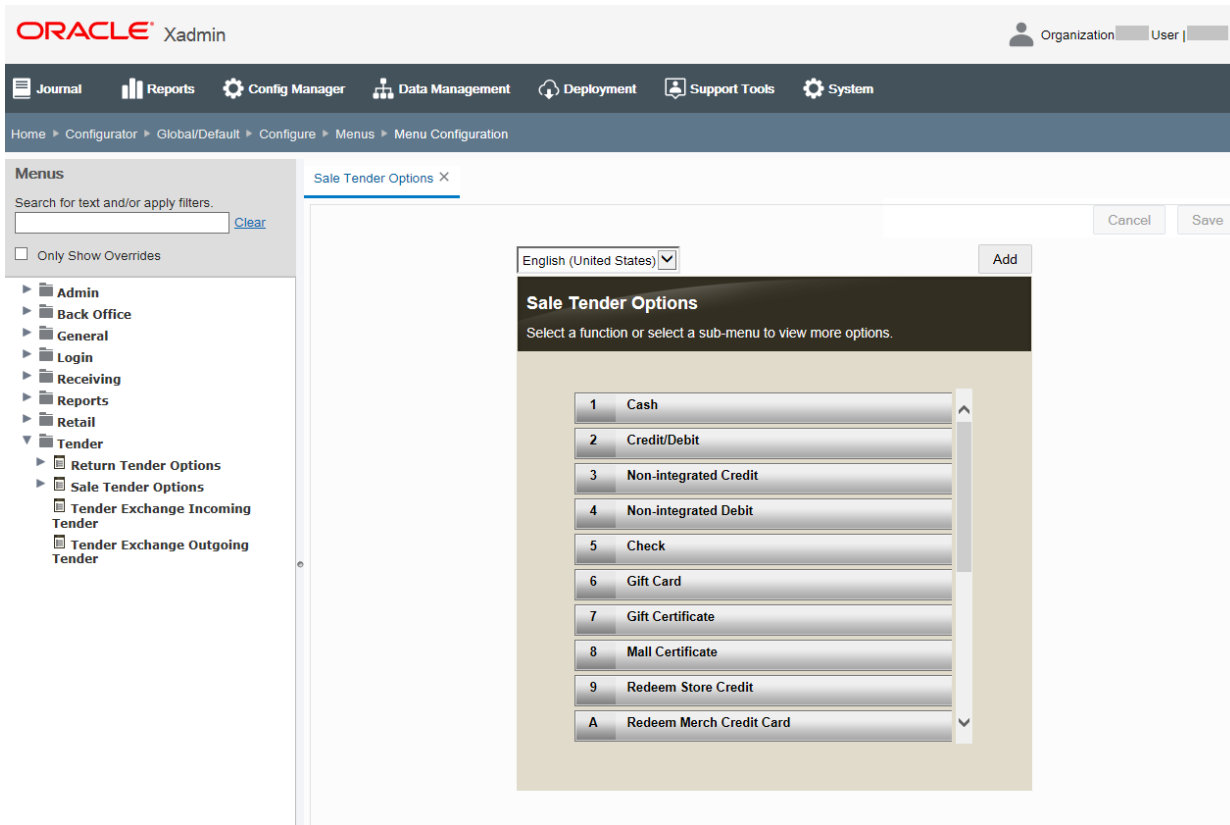 ORACLE® Xadmin
Organization User |
Journal Reports Config Manager Data Management Deployment Support Tools System
Home Configurator Global/Default Configure Menus Menu Configuration
Menus
Search for text and/or apply filters.
Clear
Only Show Overrides
Admin
Back Office
General
Login
Receiving
Reports
Retail
Tender
Return Tender Options
Sale Tender Options
Tender Exchange Incoming
Tender
Tender Exchange Outgoing
Tender
Sale Tender Options ×
Cancel Save
English (United States) Add
Sale Tender Options
Select a function or select a sub-menu to view more options.
1 Cash
2 Credit/Debit
3 Non-integrated Credit
4 Non-integrated Debit
5 Check
6 Gift Card
7 Gift Certificate
8 Mall Certificate
9 Redeem Store Credit
A Redeem Merch Credit Card